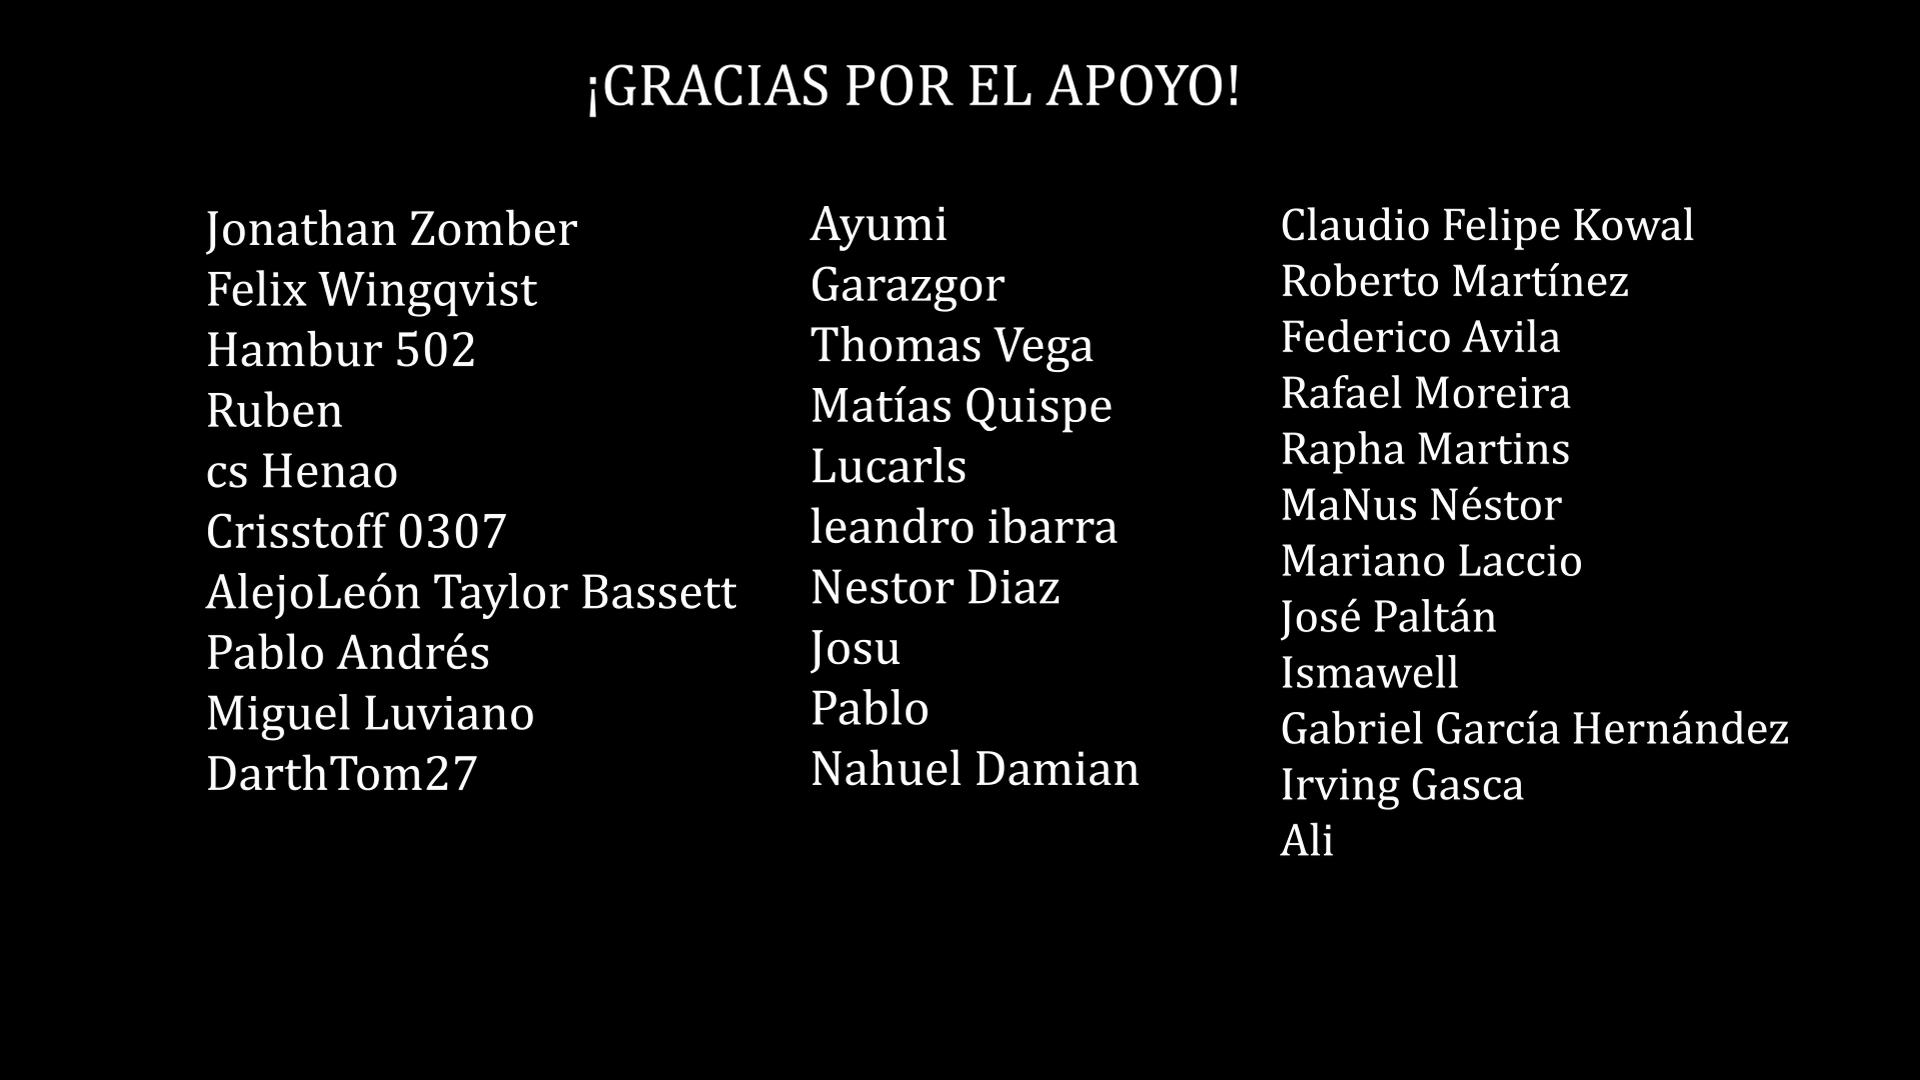 ¡GRACIAS POR EL APOYO!
Jonathan Zomber
Felix Wingqvist
Hambur 502
Ruben
cs Henao
Crisstoff 0307
AlejoLeón Taylor Bassett
Pablo Andrés
Miguel Luviano
DarthTom27
Ayumi
Garazgor
Thomas Vega
Matías Quispe
Lucarls
leandro ibarra
Nestor Diaz
Josu
Pablo
Nahuel Damian
Claudio Felipe Kowal
Roberto Martínez
Federico Avila
Rafael Moreira
Rapha Martins
MaNus Néstor
Mariano Laccio
José Paltán
Ismawell
Gabriel García Hernández
Irving Gasca
Ali